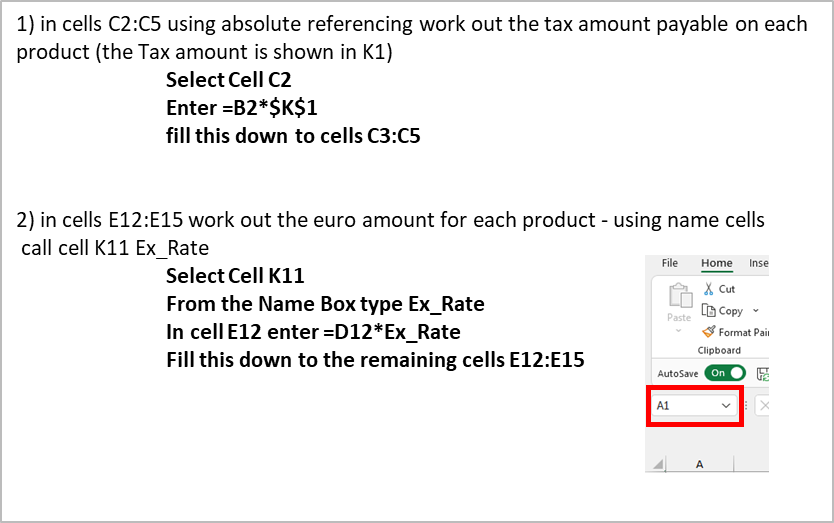 1) in cells C2:C5 using absolute referencing work out the tax amount payable on each
product (the Tax amount is shown in K1)
Select Cell C2
Enter =B2*$K$1
fill this down to cells C3:C5
2) in cells E12:E15 work out the euro amount for each product - using name cells
call cell K11 Ex_Rate
Select Cell K11
From the Name Box type Ex_Rate
In cell E12 enter =D12*Ex_Rate
Fill this down to the remaining cells E12:E15
File Home Inse
Cut
Copy
Paste
Format Pai
Clipboard
AutoSave On
A1
A